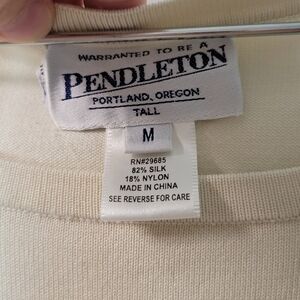 WARRANTED TO BE A
PENDLETON
PORTLAND, OREGON
TALL
M
RN#29685
82% SILK
18% NYLON
MADE IN CHINA
SEE REVERSE FOR CARE